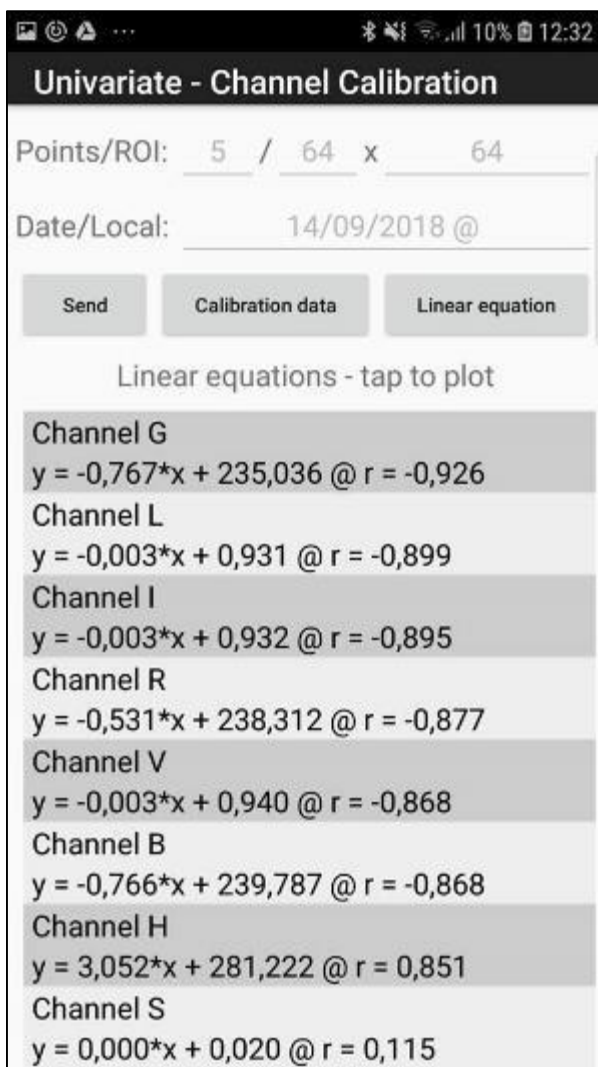 10% 12:32
Univariate - Channel Calibration
Points/ROI: 5 / 64 x 64
Date/Local: 14/09/2018 @
Send Calibration data Linear equation
Linear equations - tap to plot
Channel G
y = -0,767*x + 235,036 @ r = -0,926
Channel L
y = -0,003*x + 0,931 @ r = -0,899
Channel I
y = -0,003*x + 0,932 @ r = -0,895
Channel R
y = -0,531*x + 238,312 @ r = -0,877
Channel V
y = -0,003*x + 0,940 @ r = -0,868
Channel B
y = -0,766*x + 239,787 @ r = -0,868
Channel H
y = 3,052*x + 281,222 @ r = 0,851
Channel S
y = 0,000*x + 0,020 @ r = 0,115